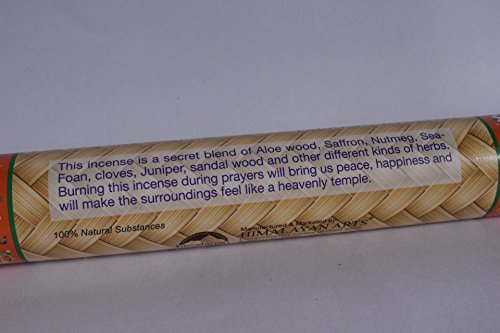 This incense is a secret blend of Aloe wood, Saffron, Nutmeg, Sea-
Foan, cloves, Juniper, sandal wood and other different kinds of herbs.
Burning this incense during prayers will bring us peace, happiness and
will make the surroundings feel like a heavenly temple.
100% Natural Substances
Manufactured & Marketed by
HIMALAYAN ARTS